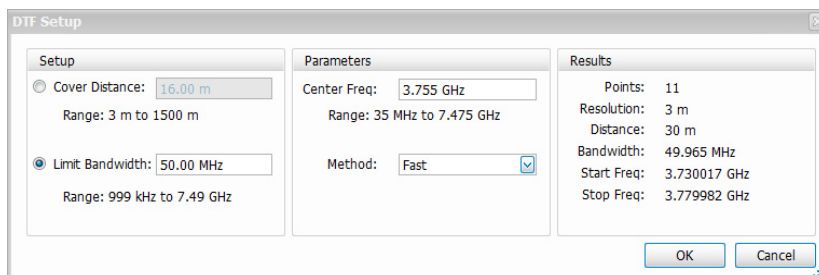 DTF Setup
Setup
Cover Distance: 16.00 m
Range: 3 m to 1500 m
Limit Bandwidth: 50.00 MHz
Range: 999 kHz to 7.49 GHz
Parameters
Center Freq: 3.755 GHz
Range: 35 MHz to 7.475 GHz
Method: Fast
Results
Points: 11
Resolution: 3 m
Distance: 30 m
Bandwidth: 49.965 MHz
Start Freq: 3.730017 GHz
Stop Freq: 3.779982 GHz
OK Cancel